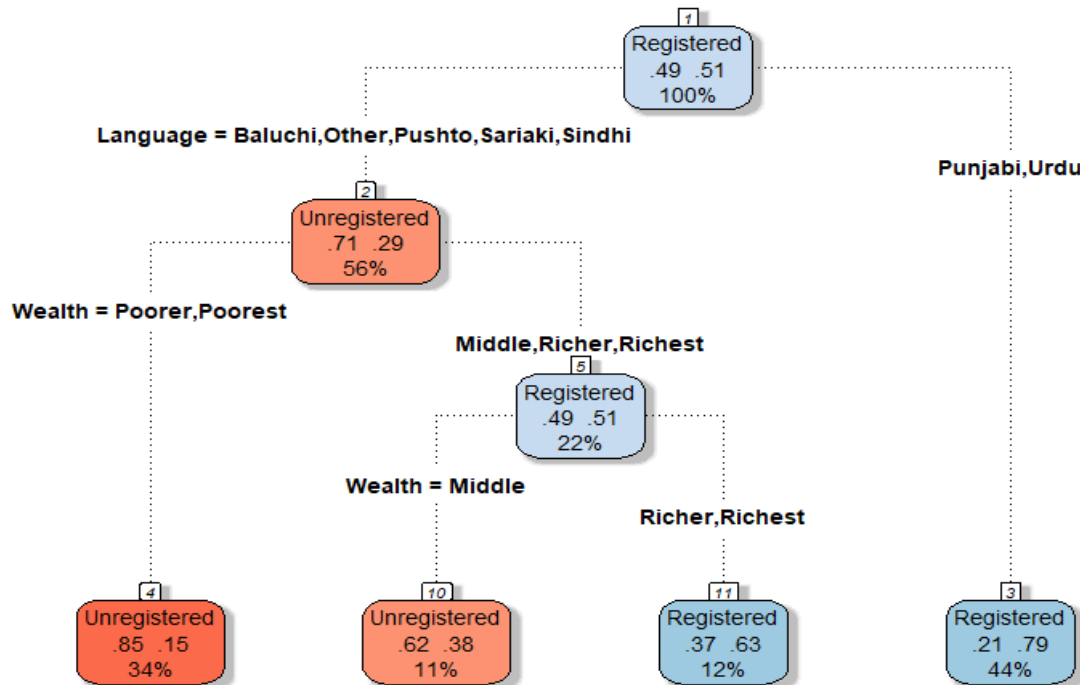 1
Registered
.49 .51
100%
Language = Baluchi,Other,Pushto,Sariaki,Sindhi
Punjabi,Urdu
2
Unregistered
.71 .29
56%
Wealth = Poorer,Poorest
Middle,Richer,Richest
5
Registered
.49 .51
22%
Wealth = Middle
Richer,Richest
4
Unregistered
.85 .15
34%
10
Unregistered
.62 .38
11%
11
Registered
.37 .63
12%
3
Registered
.21 .79
44%